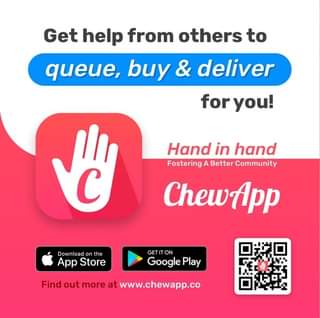 Get help from others to
queue, buy & deliver
for you!
Hand in hand
Fostering A Better Community
C
ChewApp
Download on the
App Store
GET IT ON
Google Play
Find out more at www.chewapp.co